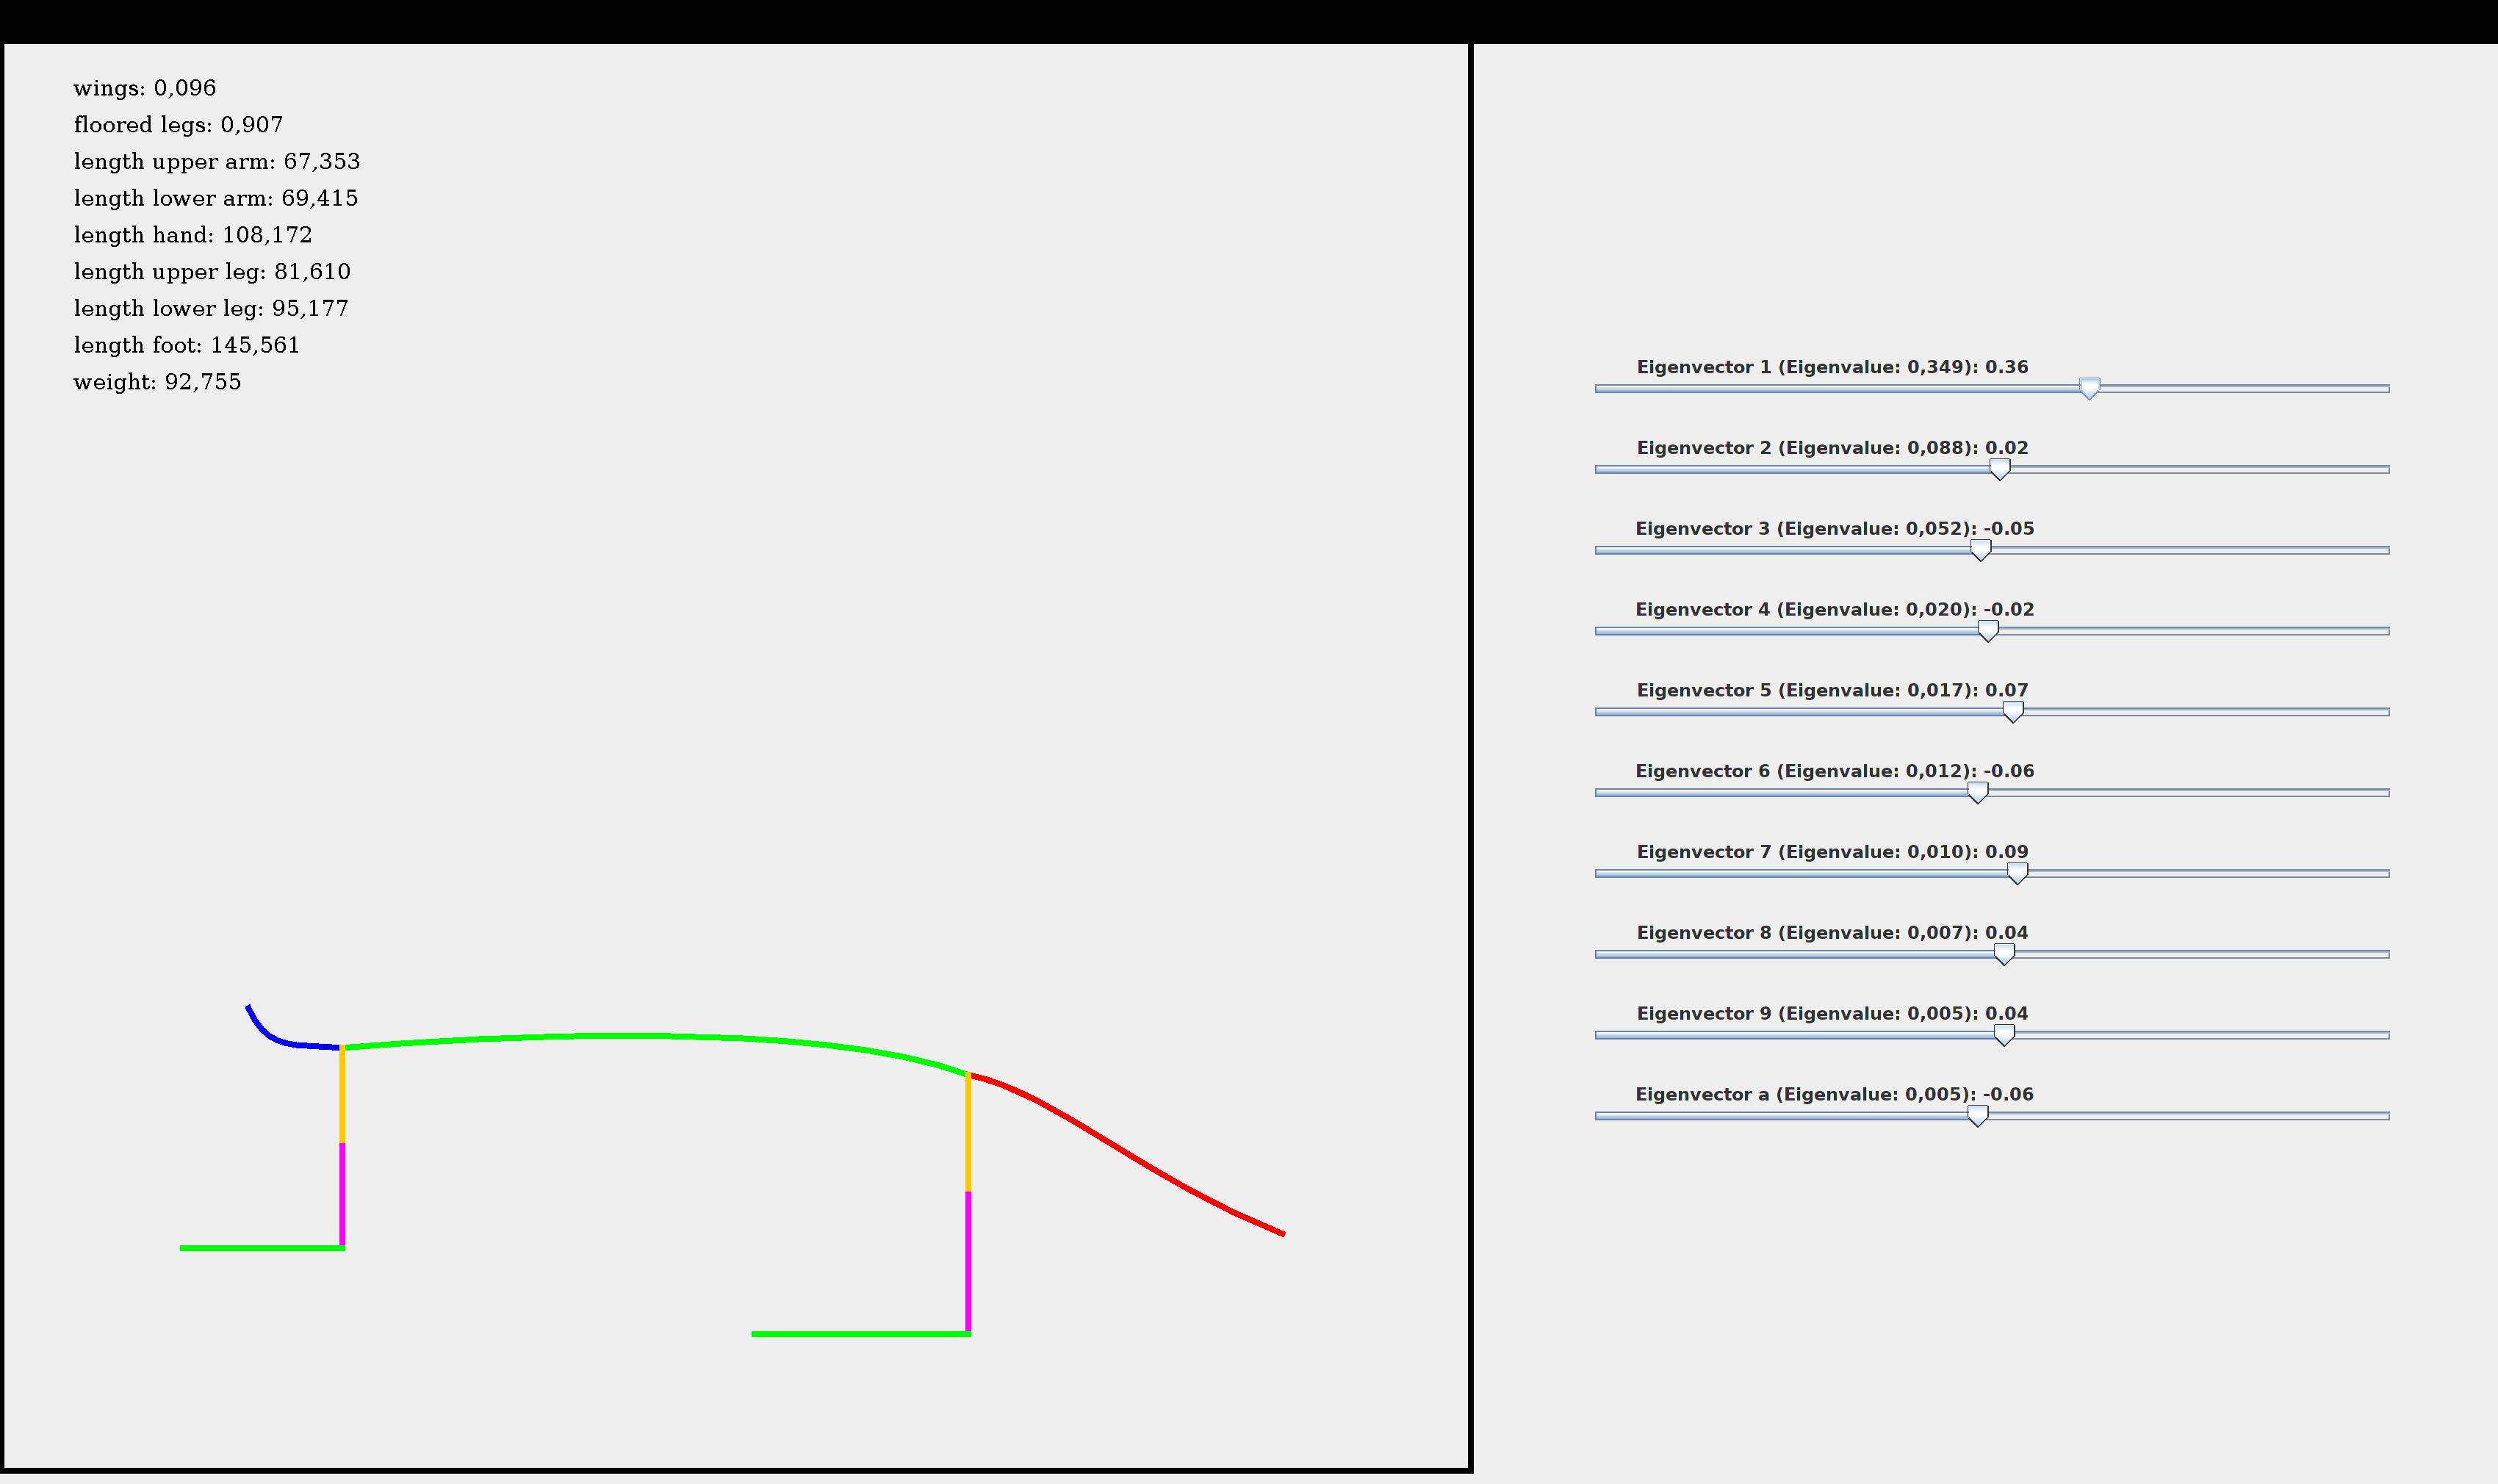 wings: 0,096
floored legs: 0,907
length upper arm: 67,353
length lower arm: 69,415
length hand: 108,172
length upper leg: 81,610
length lower leg: 95,177
length foot: 145,561
weight: 92,755
Eigenvector 1 (Eigenvalue: 0,349): 0.36
Eigenvector 2 (Eigenvalue: 0,088): 0.02
Eigenvector 3 (Eigenvalue: 0,052): -0.05
Eigenvector 4 (Eigenvalue: 0,020): -0.02
Eigenvector 5 (Eigenvalue: 0,017): 0.07
Eigenvector 6 (Eigenvalue: 0,012): -0.06
Eigenvector 7 (Eigenvalue: 0,010): 0.09
Eigenvector 8 (Eigenvalue: 0,007): 0.04
Eigenvector 9 (Eigenvalue: 0,005): 0.04
Eigenvector a (Eigenvalue: 0,005): -0.06